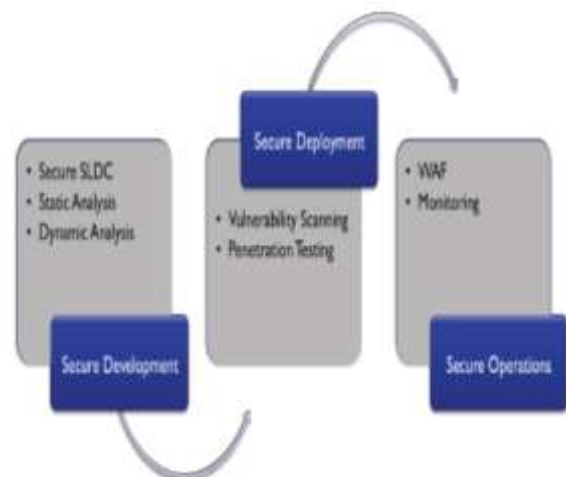 • Secure SLDC
• Static Analysis
• Dynamic Analysis
Secure Development
Secure Deployment
• Vulnerability Scanning
• Penetration Testing
• WAF
• Monitoring
Secure Operations